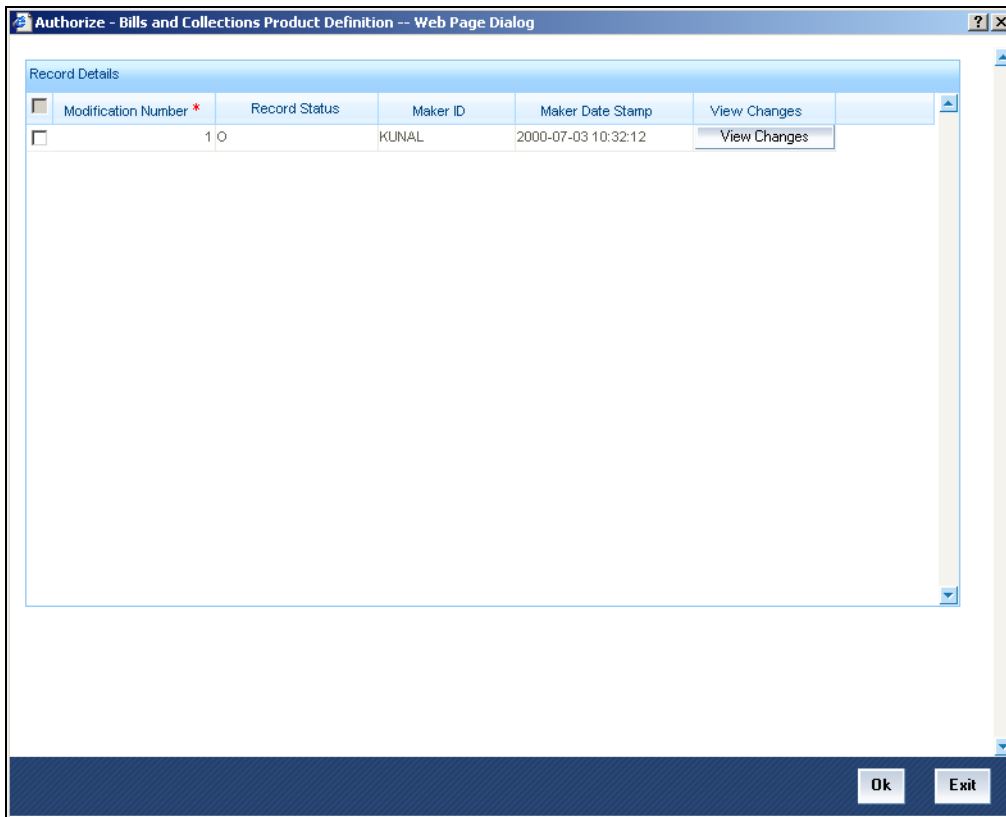 Authorize - Bills and Collections Product Definition -- Web Page Dialog
Record Details
Modification Number * Record Status Maker ID Maker Date Stamp View Changes
1 O KUNAL 2000-07-03 10:32:12 View Changes
Ok Exit